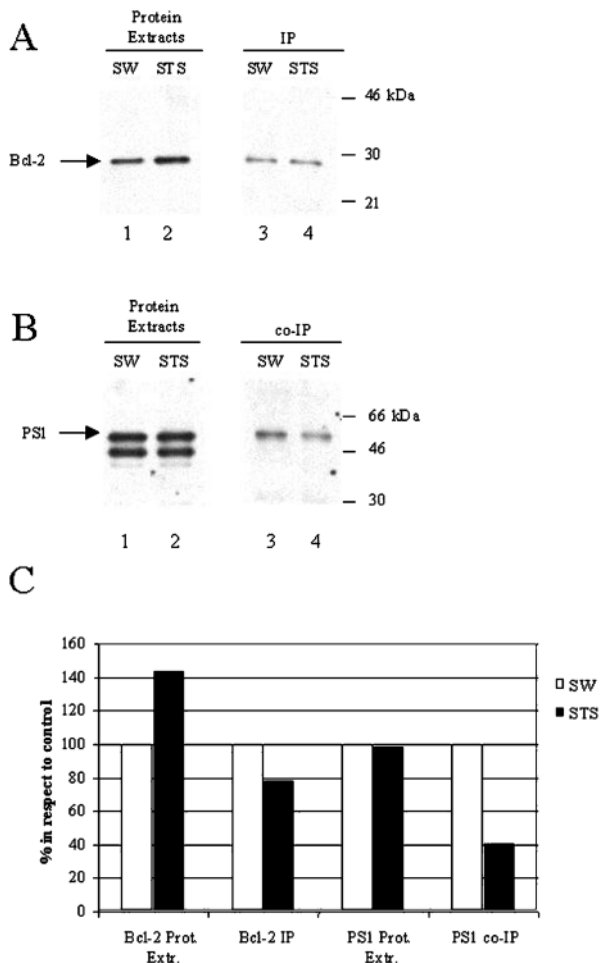 A
Protein
Extracts
IP
SW STS SW STS
46 kDa
Bcl-2
30
21
1 2 3 4
B
Protein
Extracts
co-IP
SW STS SW STS
66 kDa
PS1
46
30
1 2 3 4
C
160
140
120
100
80
60
40
20
0
% in respect to control
SW
STS
Bcl-2 Prot. Extr.
Bcl-2 IP
PS1 Prot. Extr.
PS1 co-IP